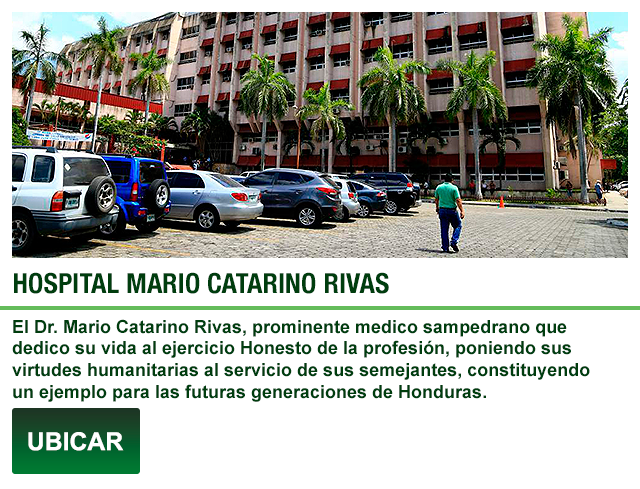 HOSPITAL MARIO CATARINO RIVAS
El Dr. Mario Catarino Rivas, prominente medico sampedrano que
dedico su vida al ejercicio Honesto de la profesión, poniendo sus
virtudes humanitarias al servicio de sus semejantes, constituyendo
un ejemplo para las futuras generaciones de Honduras.
UBICAR